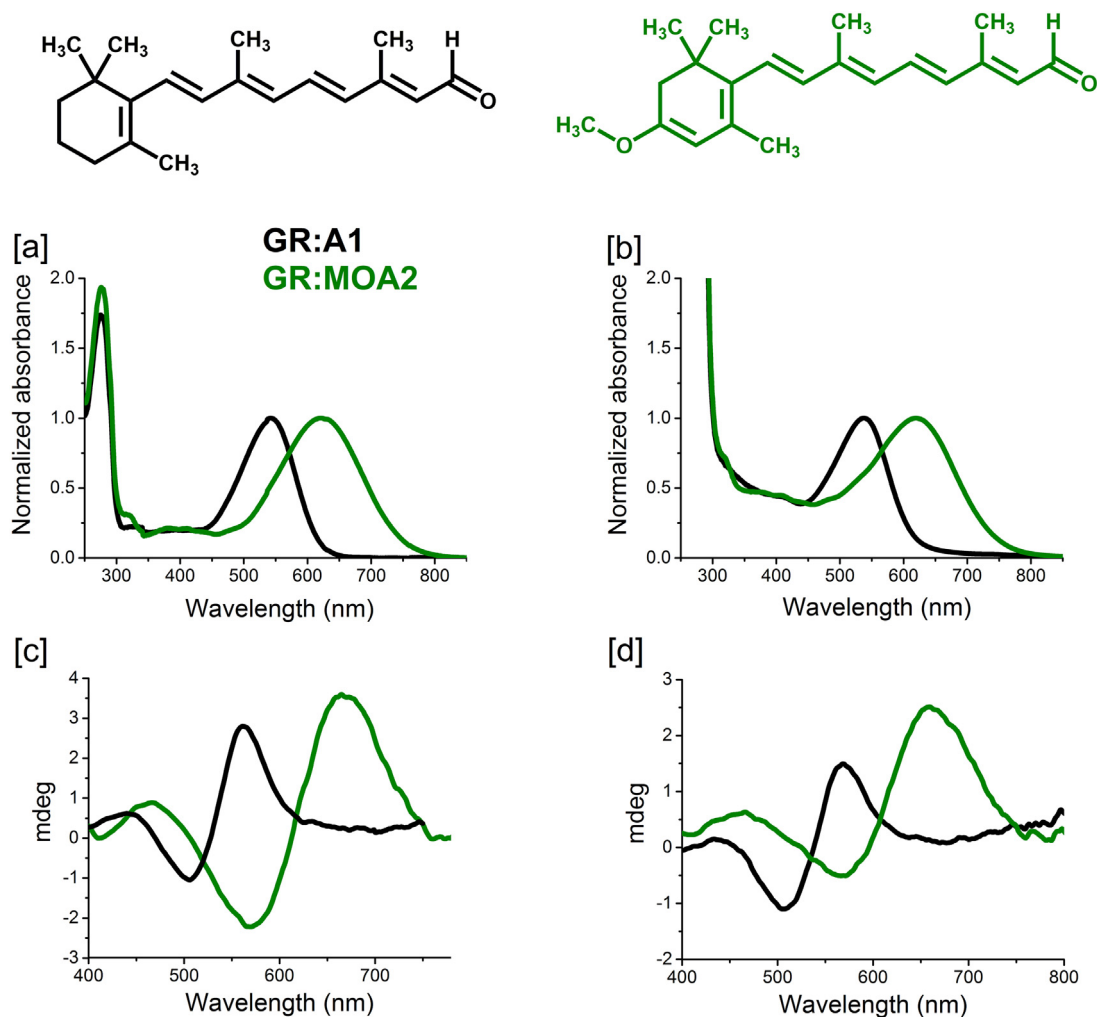 H₃C CH₃ CH₃ CH₃ H
O
CH₃
H₃C CH₃ CH₃ CH₃ H
O
H₃C
O
CH₃
GR:A1
GR:MOA2
[a]
Normalized absorbance
2.0
1.5
1.0
0.5
0.0
300 400 500 600 700 800
Wavelength (nm)
[b]
Normalized absorbance
2.0
1.5
1.0
0.5
0.0
300 400 500 600 700 800
Wavelength (nm)
[c]
mdeg
4
3
2
1
0
-1
-2
-3
400 500 600 700
Wavelength (nm)
[d]
mdeg
3
2
1
0
-1
-2
400 500 600 700 800
Wavelength (nm)